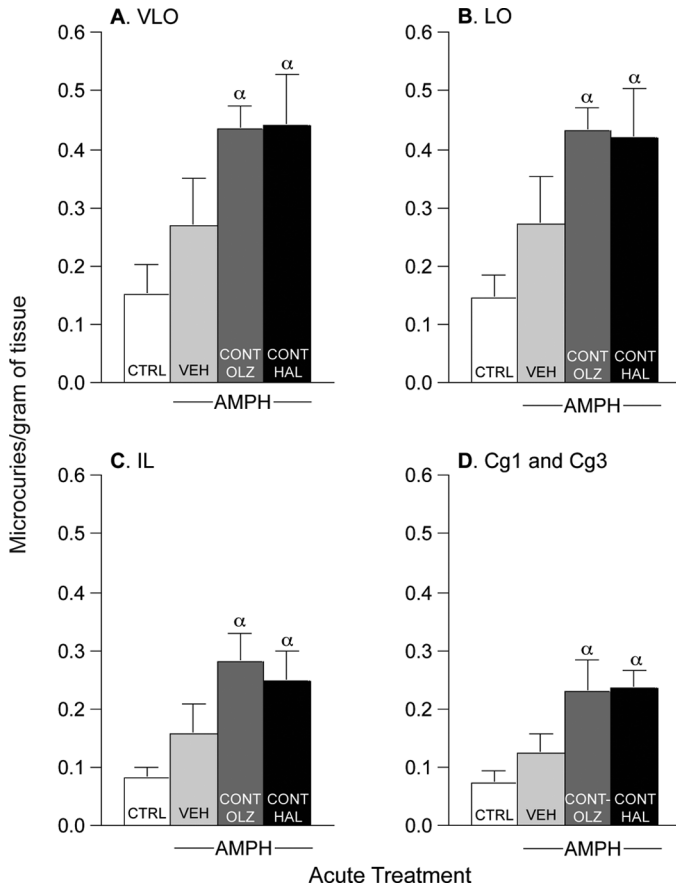 A. VLO
0.6
0.5
0.4
0.3
0.2
0.1
0.0
α
α
CTRL
VEH
CONT
OLZ
CONT
HAL
AMPH
B. LO
0.6
0.5
0.4
0.3
0.2
0.1
0.0
α
α
CTRL
VEH
CONT
OLZ
CONT
HAL
AMPH
Microcuries/gram of tissue
C. IL
0.6
0.5
0.4
0.3
0.2
0.1
0.0
α
α
CTRL
VEH
CONT
OLZ
CONT
HAL
AMPH
D. Cg1 and Cg3
0.6
0.5
0.4
0.3
0.2
0.1
0.0
α
α
CTRL
VEH
CONT-
OLZ
CONT
HAL
AMPH
Acute Treatment